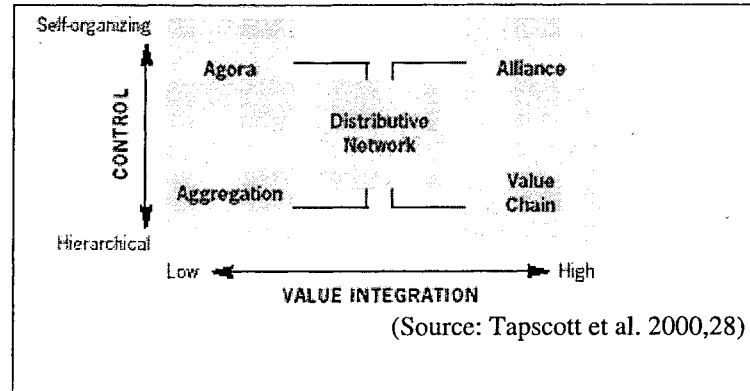 Self-organizing
Agora Alliance
Distributive
Network
CONTROL
Aggregation Value
Chain
Hierarchical
Low High
VALUE INTEGRATION
(Source: Tapscott et al. 2000,28)